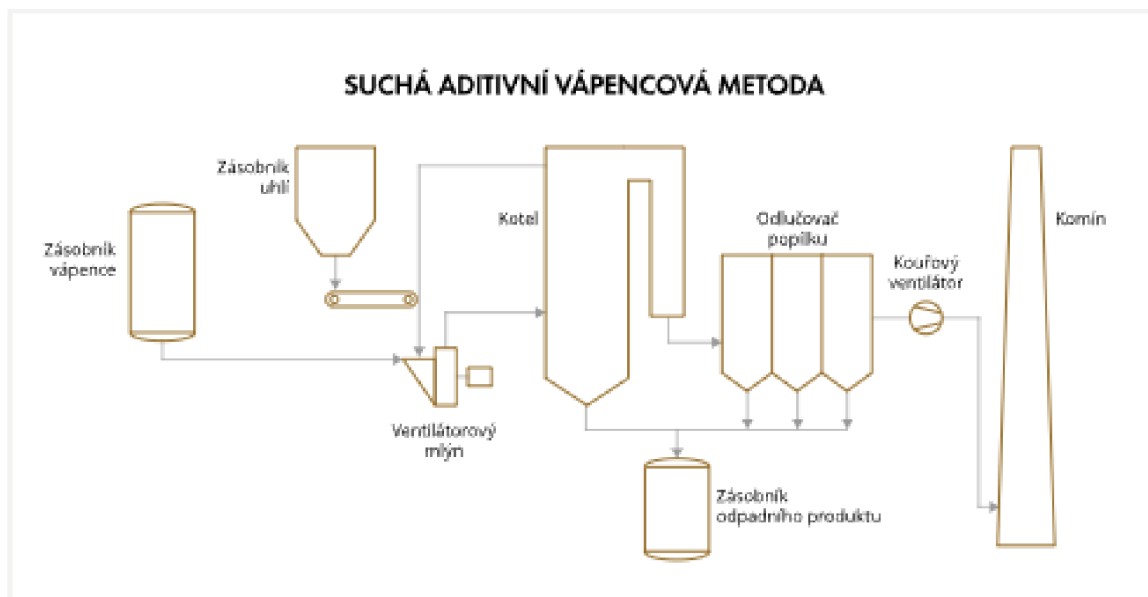 SUCHÁ ADITIVNÍ VÁPENCOVÁ METODA
Zásobník
uhlí
Zásobník
vápence
Kotel
Odlučovač
popílku
Kouřový
ventilátor
Komín
Ventilátorový
mlýn
Zásobník
odpadního produktu